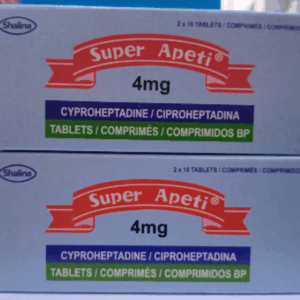 Shalina
2 x 10 TABLETS / COMPRIMÉS / COMPRIMIDOS
Super Apeti®
4mg
CYPROHEPTADINE / CIPROHEPTADINA
TABLETS / COMPRIMÉS / COMPRIMIDOS BP
Shalina
2 x 10 TABLETS / COMPRIMÉS / COMPRIMIDOS
Super Apeti®
4mg
CYPROHEPTADINE / CIPROHEPTADINA
TABLETS / COMPRIMÉS / COMPRIMIDOS BP